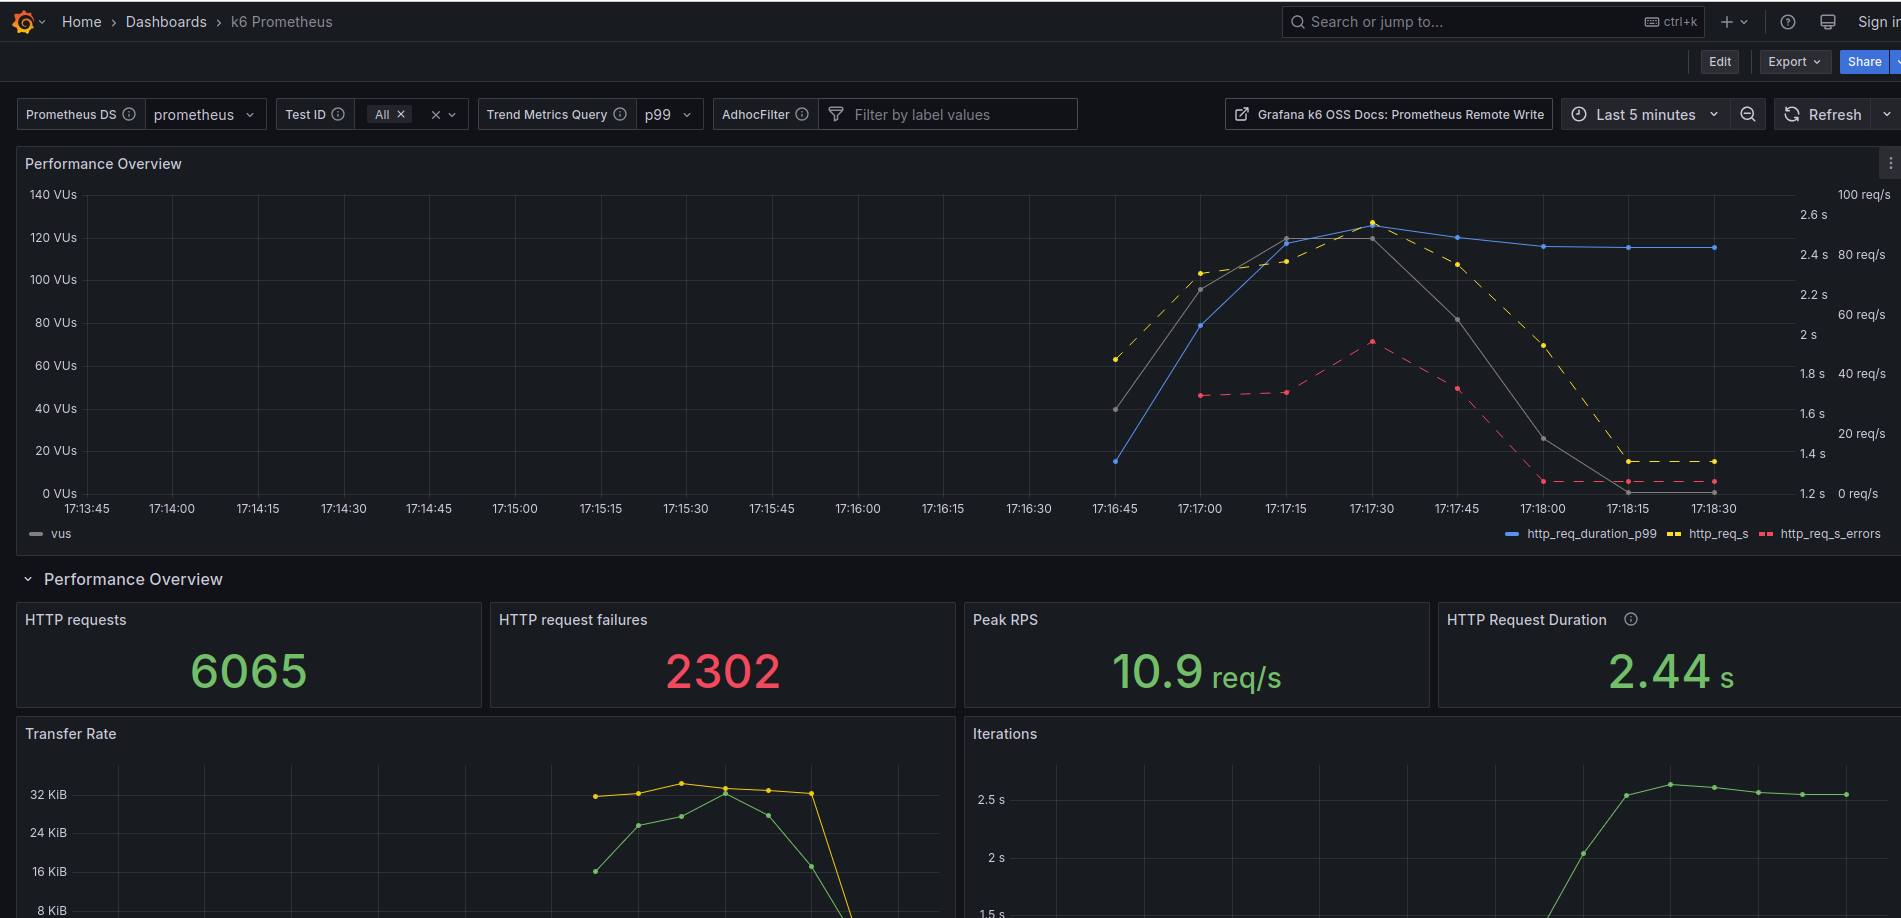 Home › Dashboards › k6 Prometheus
Search or jump to... ctrl+k
Sign in
Edit Export Share
Prometheus DS prometheus Test ID All Trend Metrics Query p99 AdhocFilter Filter by label values Grafana k6 OSS Docs: Prometheus Remote Write Last 5 minutes Refresh
Performance Overview
140 VUs 100 req/s
2.6 s
120 VUs
2.4 s 80 req/s
100 VUs
2.2 s
80 VUs 60 req/s
2 s
60 VUs
1.8 s 40 req/s
40 VUs
1.6 s
20 req/s
20 VUs
1.4 s
0 VUs 1.2 s 0 req/s
17:13:45 17:14:00 17:14:15 17:14:30 17:14:45 17:15:00 17:15:15 17:15:30 17:15:45 17:16:00 17:16:15 17:16:30 17:16:45 17:17:00 17:17:15 17:17:30 17:17:45 17:18:00 17:18:15 17:18:30
vus http_req_duration_p99 http_req_s http_req_s_errors
Performance Overview
HTTP requests HTTP request failures Peak RPS HTTP Request Duration
6065 2302 10.9 req/s 2.44 s
Transfer Rate Iterations
32 KiB
2.5 s
24 KiB
2 s
16 KiB
8 KiB
1.5 s